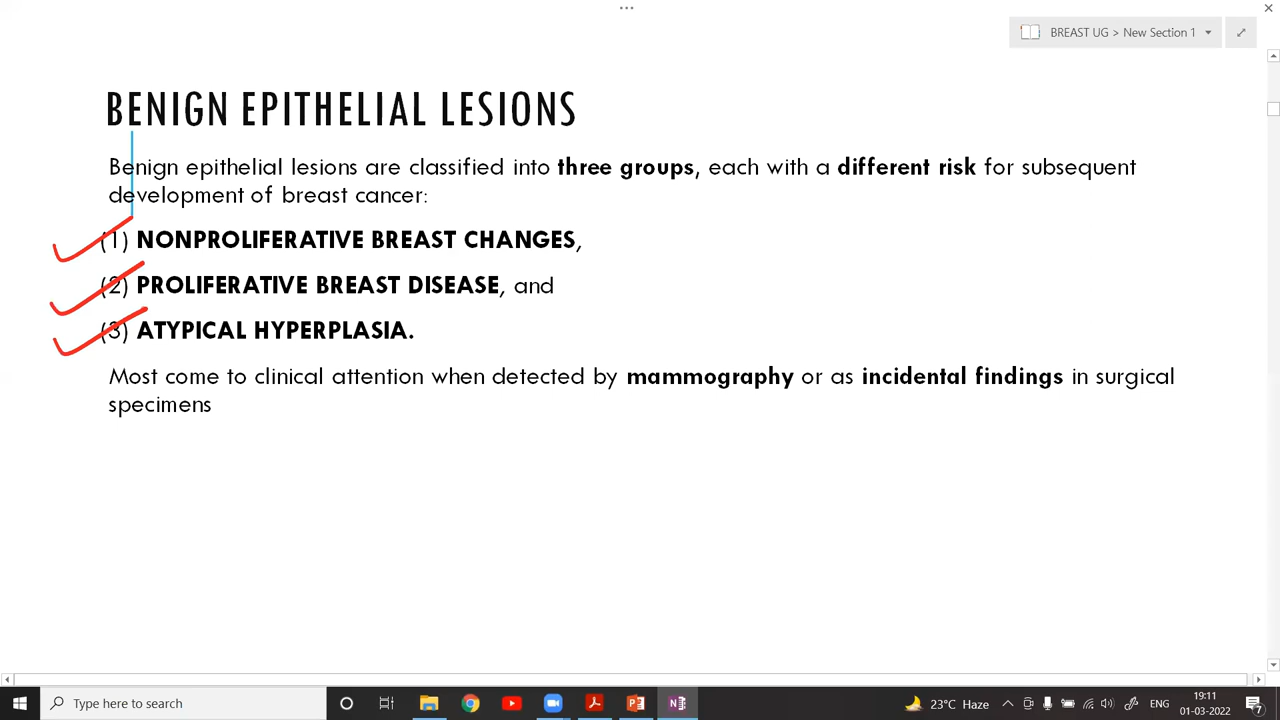 BREAST UG > New Section 1
BENIGN EPITHELIAL LESIONS
Benign epithelial lesions are classified into three groups, each with a different risk for subsequent
development of breast cancer:
(1) NONPROLIFERATIVE BREAST CHANGES,
(2) PROLIFERATIVE BREAST DISEASE, and
(3) ATYPICAL HYPERPLASIA.
Most come to clinical attention when detected by mammography or as incidental findings in surgical
specimens
Type here to search
23°C Haze
ENG
19:11
01-03-2022
7